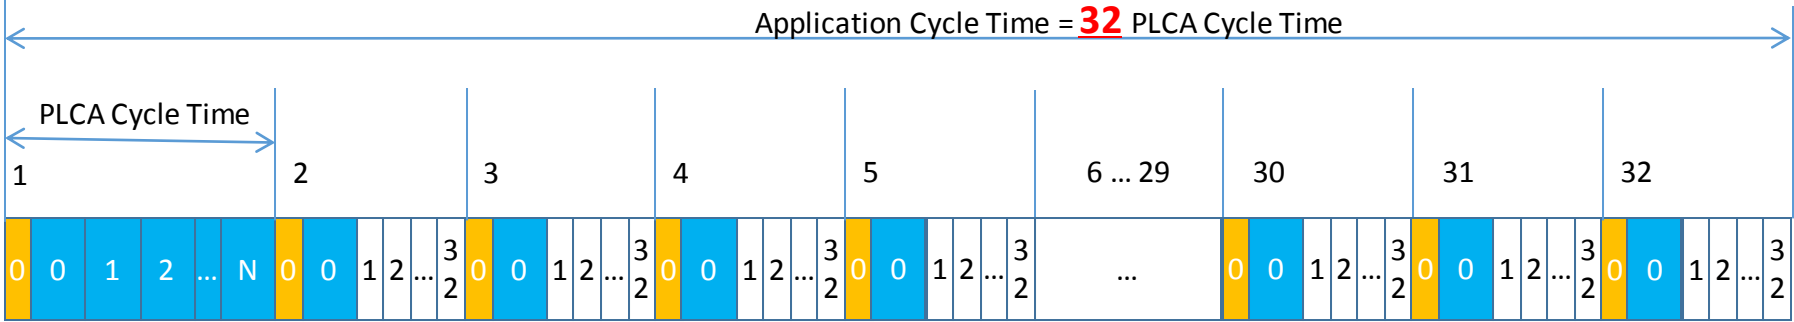 Application Cycle Time = 32 PLCA Cycle Time
PLCA Cycle Time
1 2 3 4 5 6 ... 29 30 31 32
0 0 1 2 ... N 0 0 1 2 ... 32 0 0 1 2 ... 32 0 0 1 2 ... 32 0 0 1 2 ... 32 ... 0 0 1 2 ... 32 0 0 1 2 ... 32 0 0 1 2 ... 32